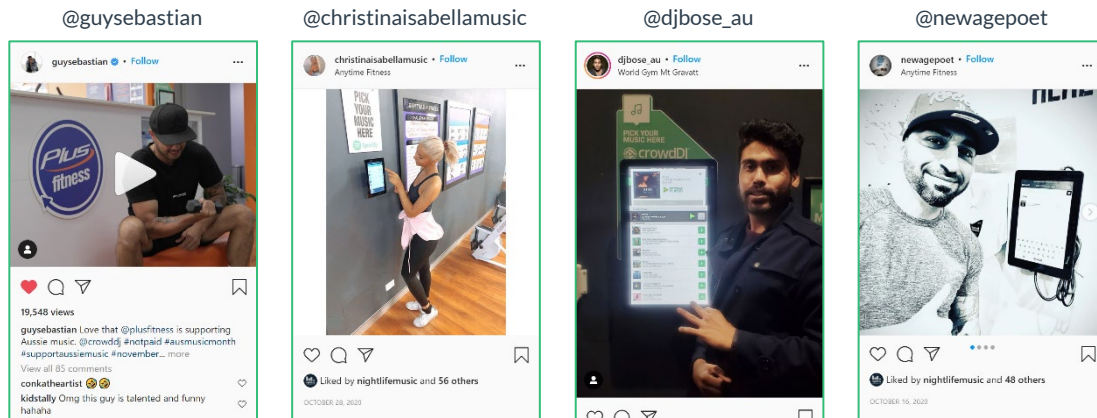 @guysebastian
@christinaisabellamusic
@djbose_au
@newagepoet
guysebastian • Follow
Plus
fitness
19,548 views
guysebastian Love that @plusfitness is supporting
Aussie music. @crowddj #notpaid #ausmusicmonth
#supportaussiemusic #november... more
View all 85 comments
conkatheartist 🤣🤣
kidstally Omg this guy is talented and funny
hahaha
christinaisabellamusic • Follow
Anytime Fitness
PICK
YOUR
MUSIC
HERE
Liked by nightlifemusic and 56 others
OCTOBER 28, 2020
djbose_au • Follow
World Gym Mt Gravatt
PICK YOUR
MUSIC HERE
crowdDJ
newagepoet • Follow
Anytime Fitness
Liked by nightlifemusic and 48 others
OCTOBER 16, 2020